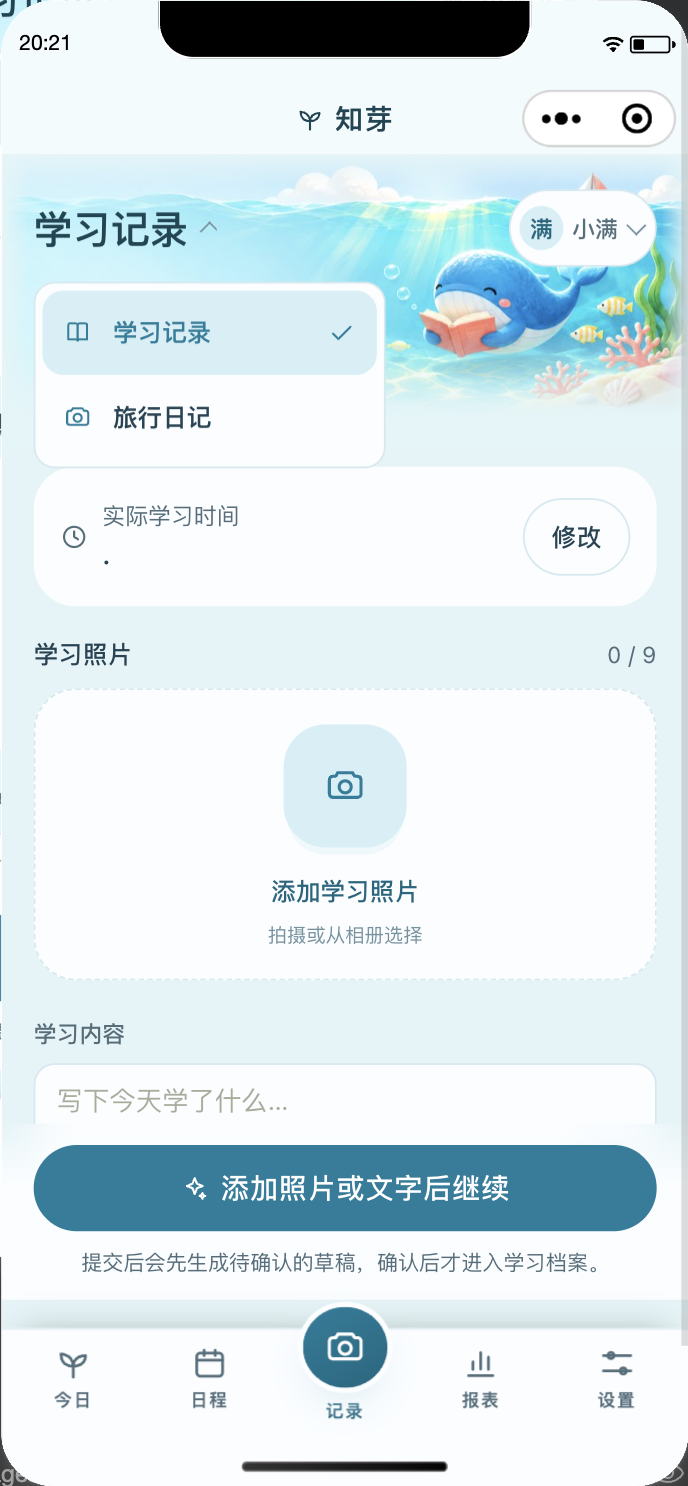 20:21
知芽
学习记录
满 小满
学习记录
旅行日记
实际学习时间
·
修改
学习照片
0 / 9
添加学习照片
拍摄或从相册选择
学习内容
写下今天学了什么...
添加照片或文字后继续
提交后会先生成待确认的草稿，确认后才进入学习档案。
今日
日程
记录
报表
设置